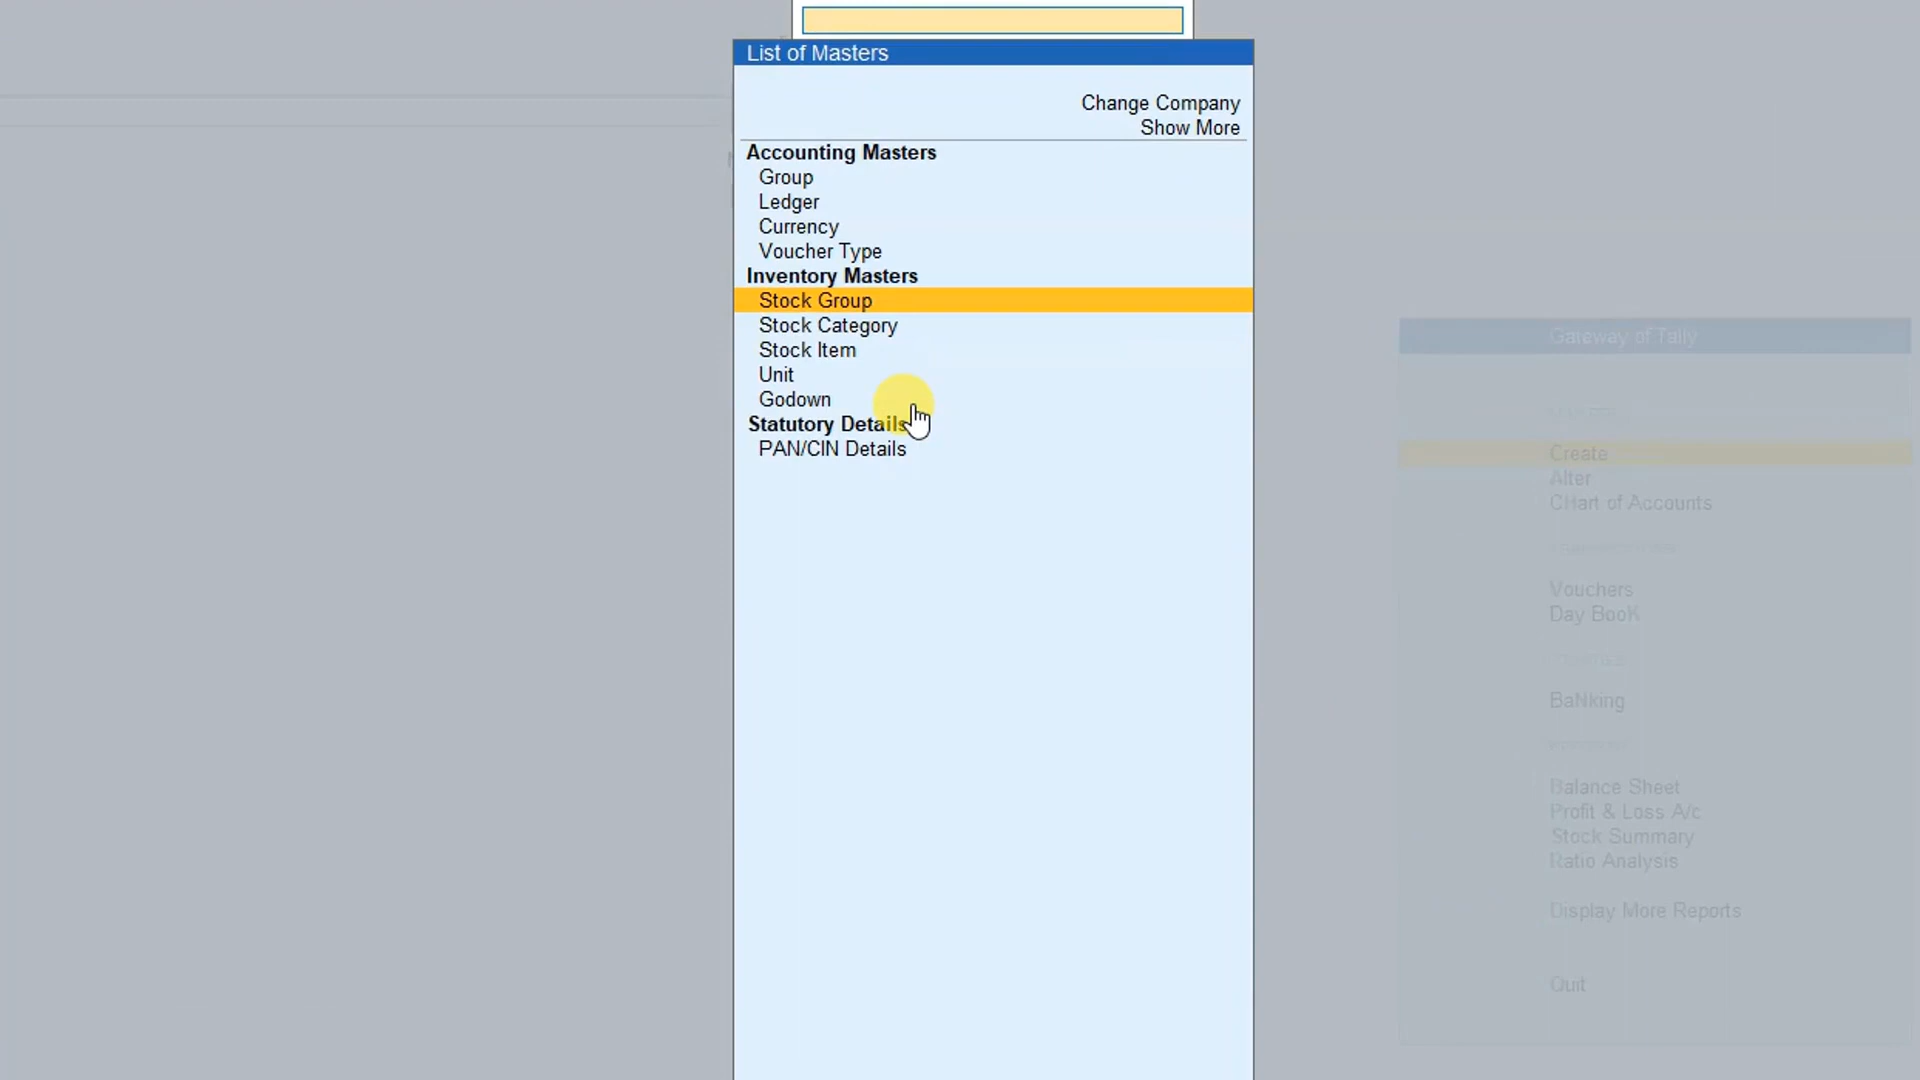 List of Masters
Change Company
Show More
Accounting Masters
Group
Ledger
Currency
Voucher Type
Inventory Masters
Stock Group
Stock Category
Stock Item
Unit
Godown
Statutory Details
PAN/CIN Details
Gateway of Tally
Create
Alter
CHart of Accounts
Vouchers
Day BooK
BaNking
Balance Sheet
Profit & Loss A/c
Stock Summary
Ratio Analysis
Display More Reports
Quit